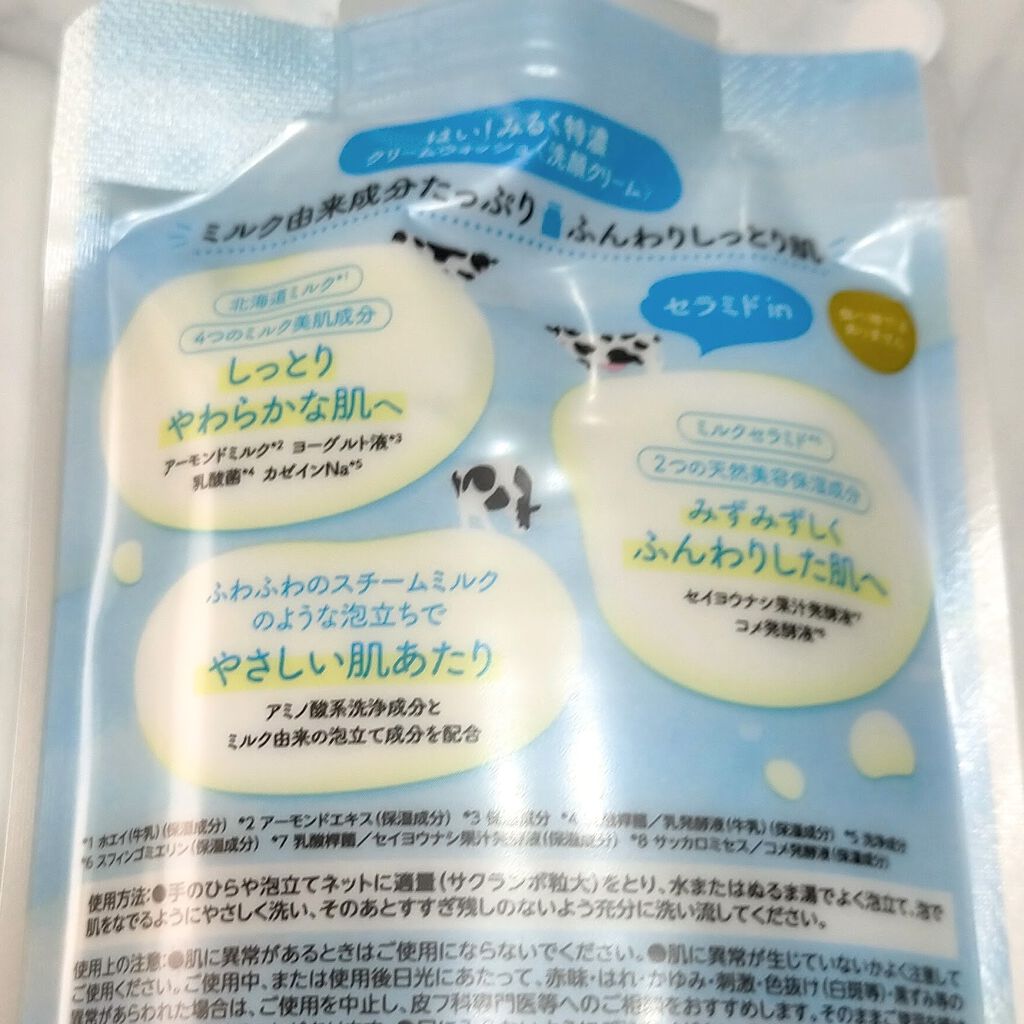 はい!みるく特濃
クリームウォッシュ〈洗顔クリーム〉
ミルク由来成分たっぷり ふんわりしっとり肌
北海道ミルク*1
4つのミルク美肌成分
しっとり
やわらかな肌へ
アーモンドミルク*2 ヨーグルト液*3
乳酸菌*4 カゼインNa*5
セラミドin
ミルクセラミド*6
2つの天然美容保湿成分
みずみずしく
ふんわりした肌へ
セイヨウナシ果汁発酵液*7
コメ発酵液*8
ふわふわのスチームミルク
のような泡立ちで
やさしい肌あたり
アミノ酸系洗浄成分と
ミルク由来の泡立て成分を配合
*1 ホエイ(牛乳)(保湿成分) *2 アーモンドエキス(保湿成分) *3 保湿成分 *4 桿菌/乳発酵液(牛乳)(保湿成分) *5 洗浄成分
*6 スフィンゴミエリン(保湿成分) *7 乳酸桿菌/セイヨウナシ果汁発酵液(保湿成分) *8 サッカロミセス/コメ発酵液(保湿成分)
使用方法:●手のひらや泡立てネットに適量(サクランボ粒大)をとり、水またはぬるま湯でよく泡立て、泡で
肌をなでるようにやさしく洗い、そのあとすすぎ残しのないよう充分に洗い流してください。
使用上の注意:●肌に異常があるときはご使用にならないでください。●肌に異常が生じていないかよく注意して
ご使用ください。ご使用中、または使用後日光にあたって、赤味・はれ・かゆみ・刺激・色抜け(白斑等)・黒ずみ等の
異常があらわれた場合は、ご使用を中止し、皮フ科専門医等へのご相談をおすすめします。そのままご使用を